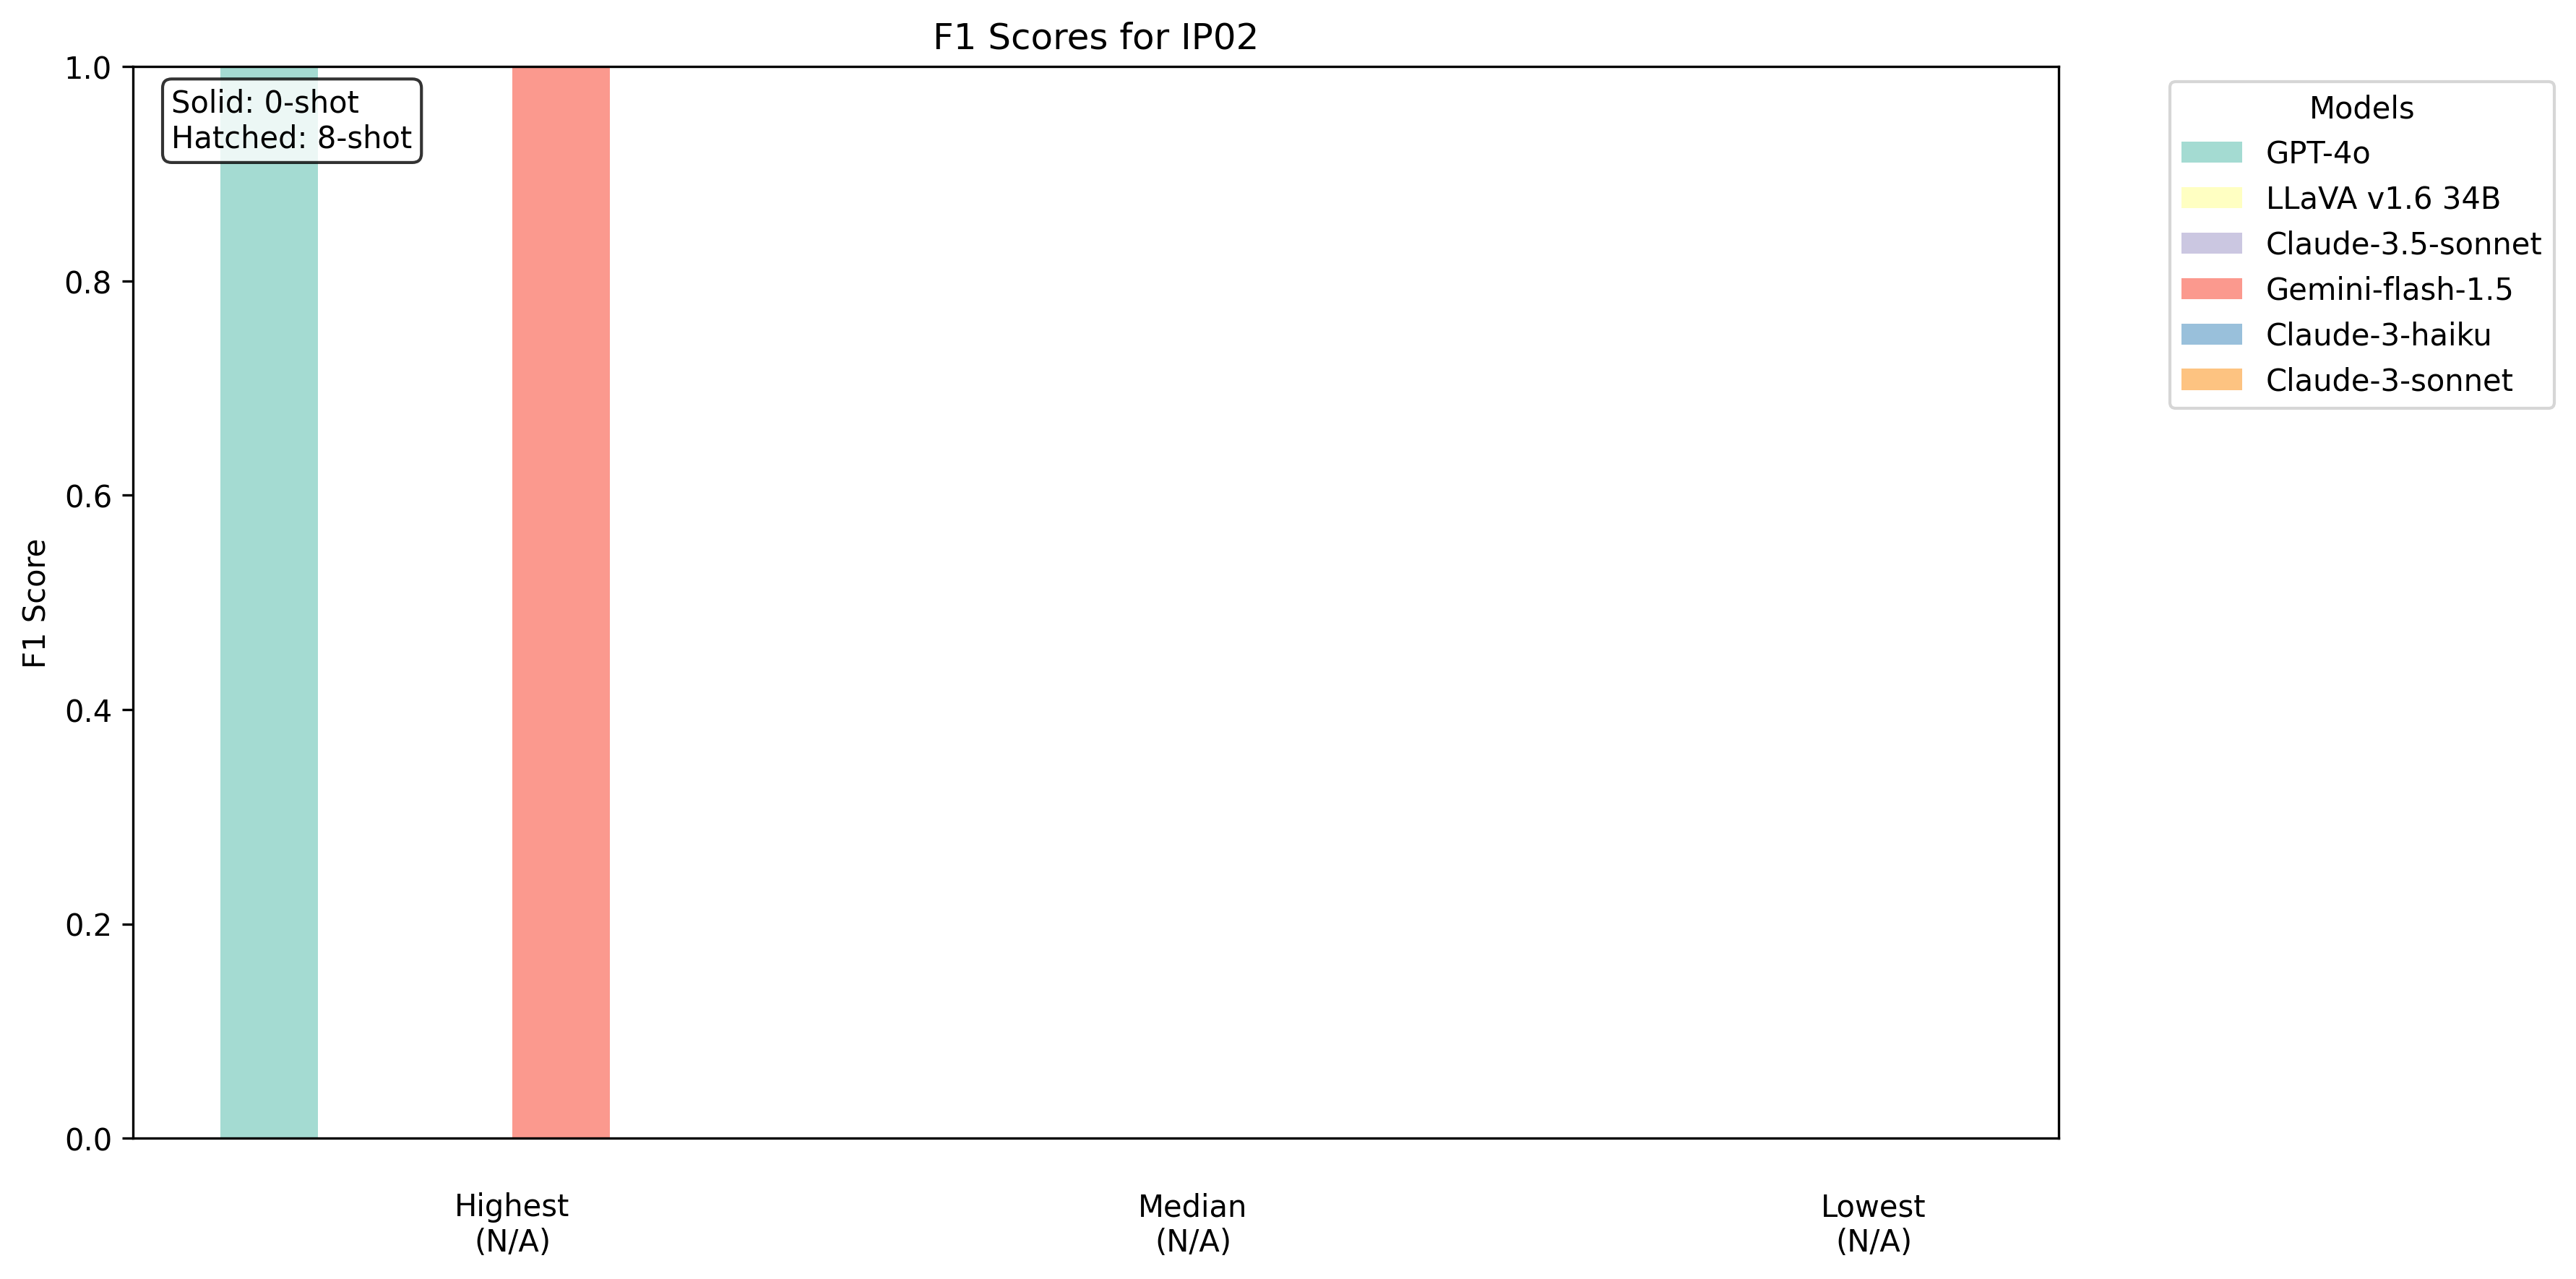 F1 Scores for IP02
1.0
0.8
0.6
0.4
0.2
0.0
F1 Score
Solid: 0-shot
Hatched: 8-shot
Highest
(N/A)
Median
(N/A)
Lowest
(N/A)
Models
GPT-4o
LLaVA v1.6 34B
Claude-3.5-sonnet
Gemini-flash-1.5
Claude-3-haiku
Claude-3-sonnet